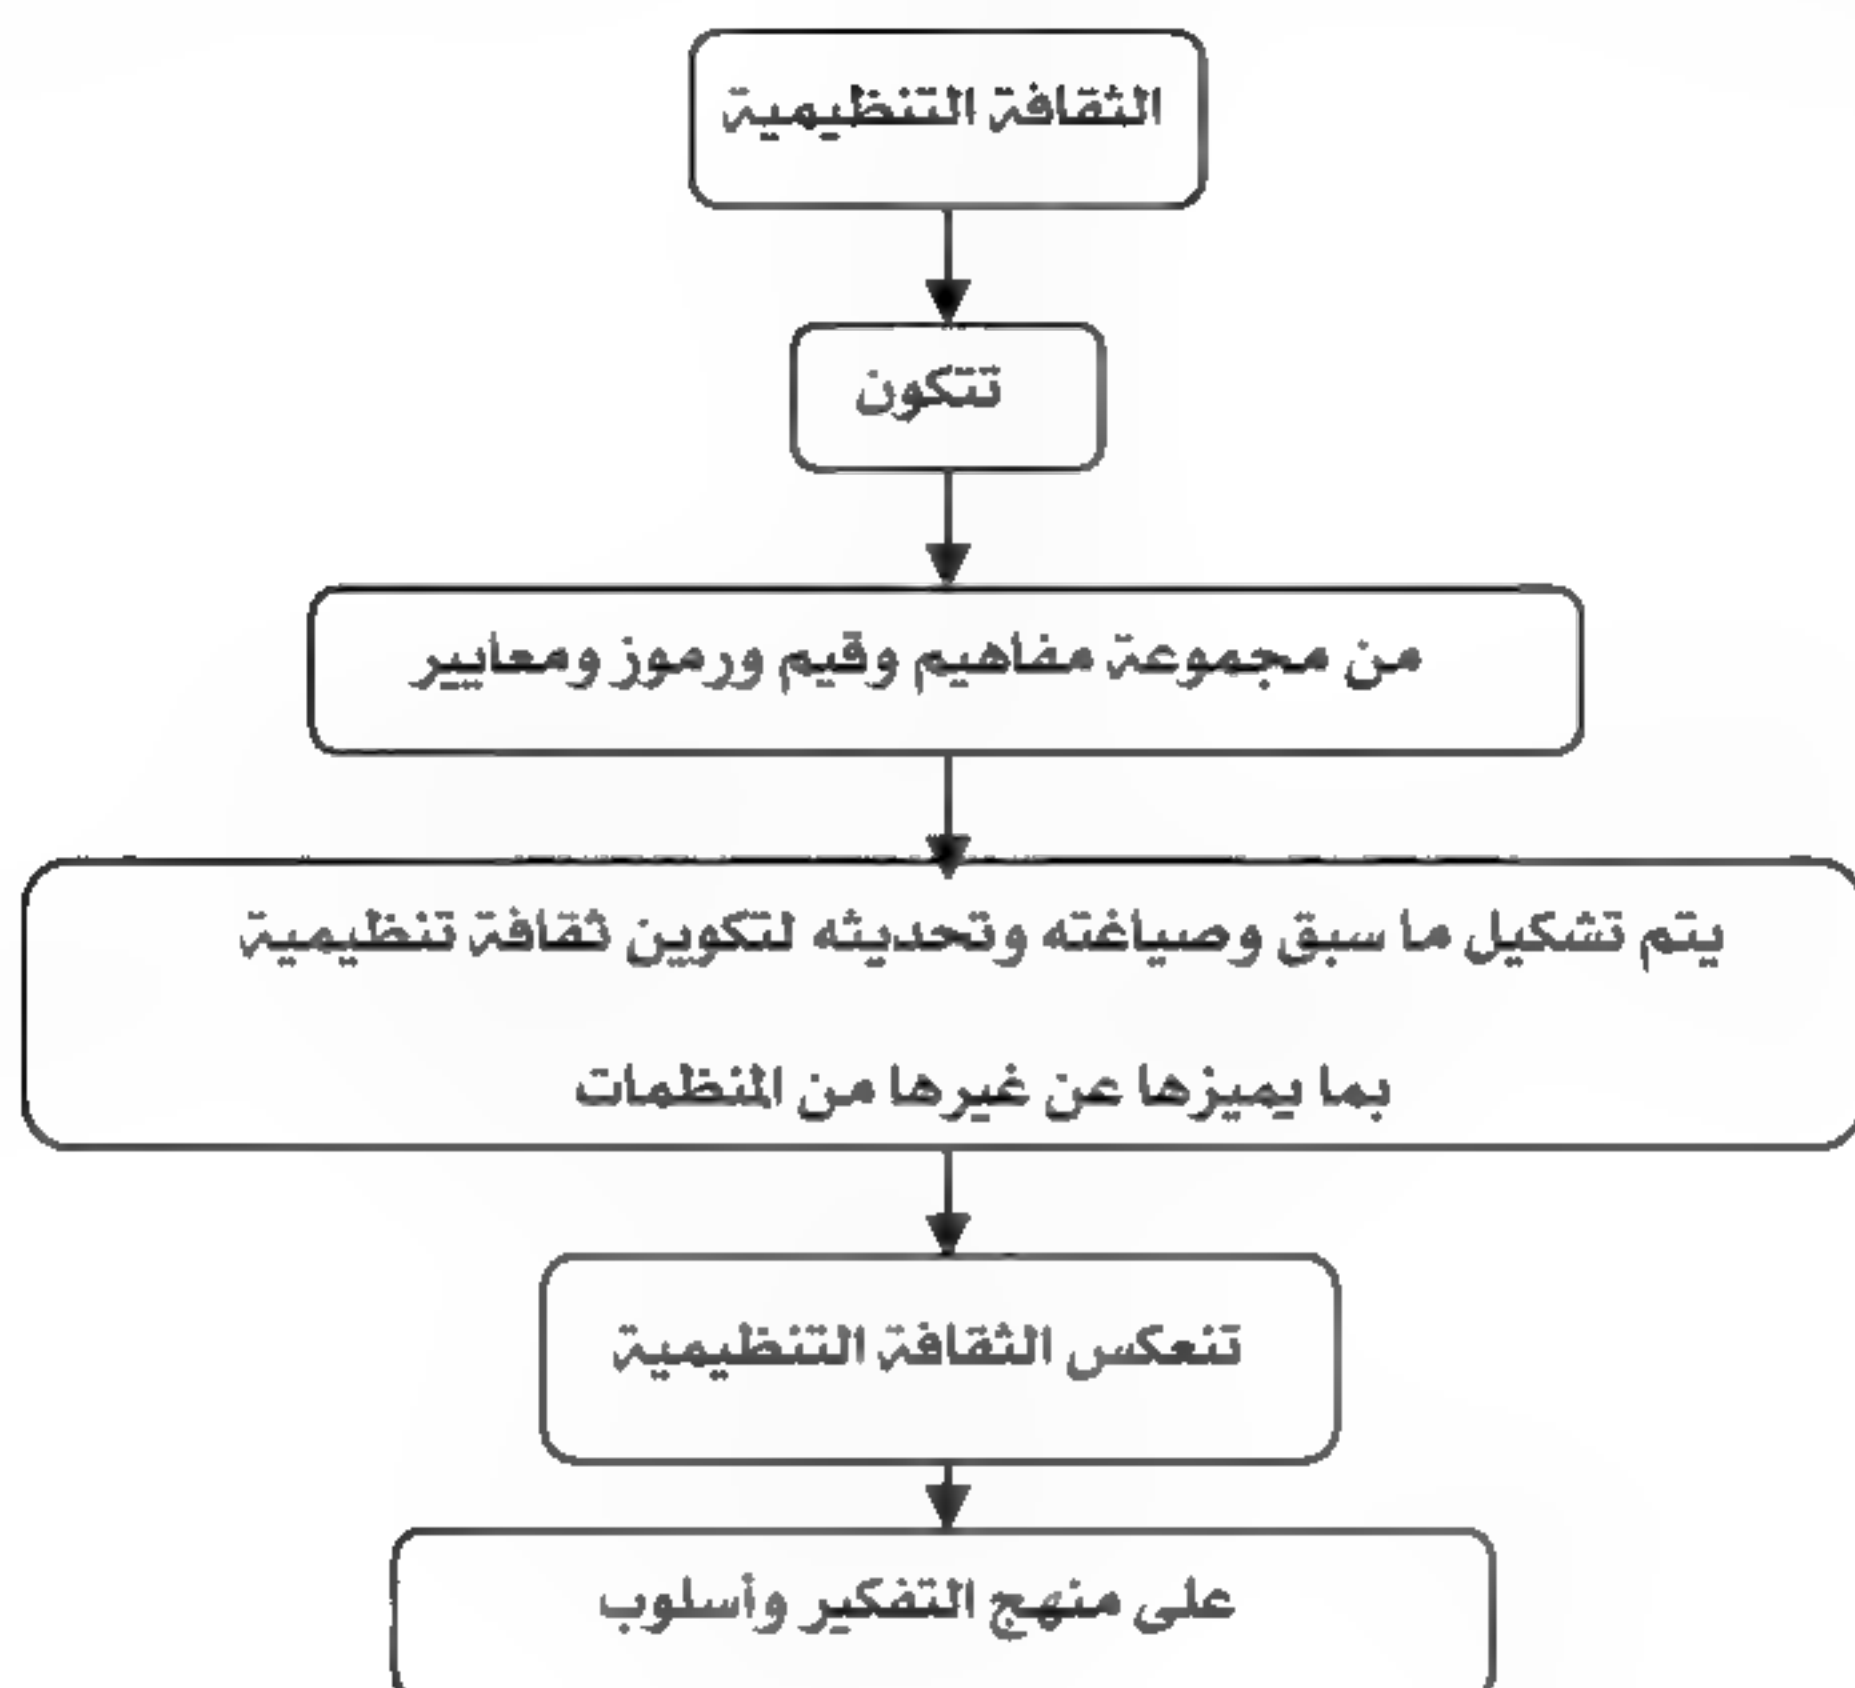 الثقافة التنظيمية
تتكون
من مجموعة مفاهيم وقيم ورموز ومعايير
يتم تشكيل ما سبق وصياغته وتحديثه لتكوين ثقافة تنظيمية
بما يميزها عن غيرها من المنظمات
تنعكس الثقافة التنظيمية
على منهج التفكير وأسلوب